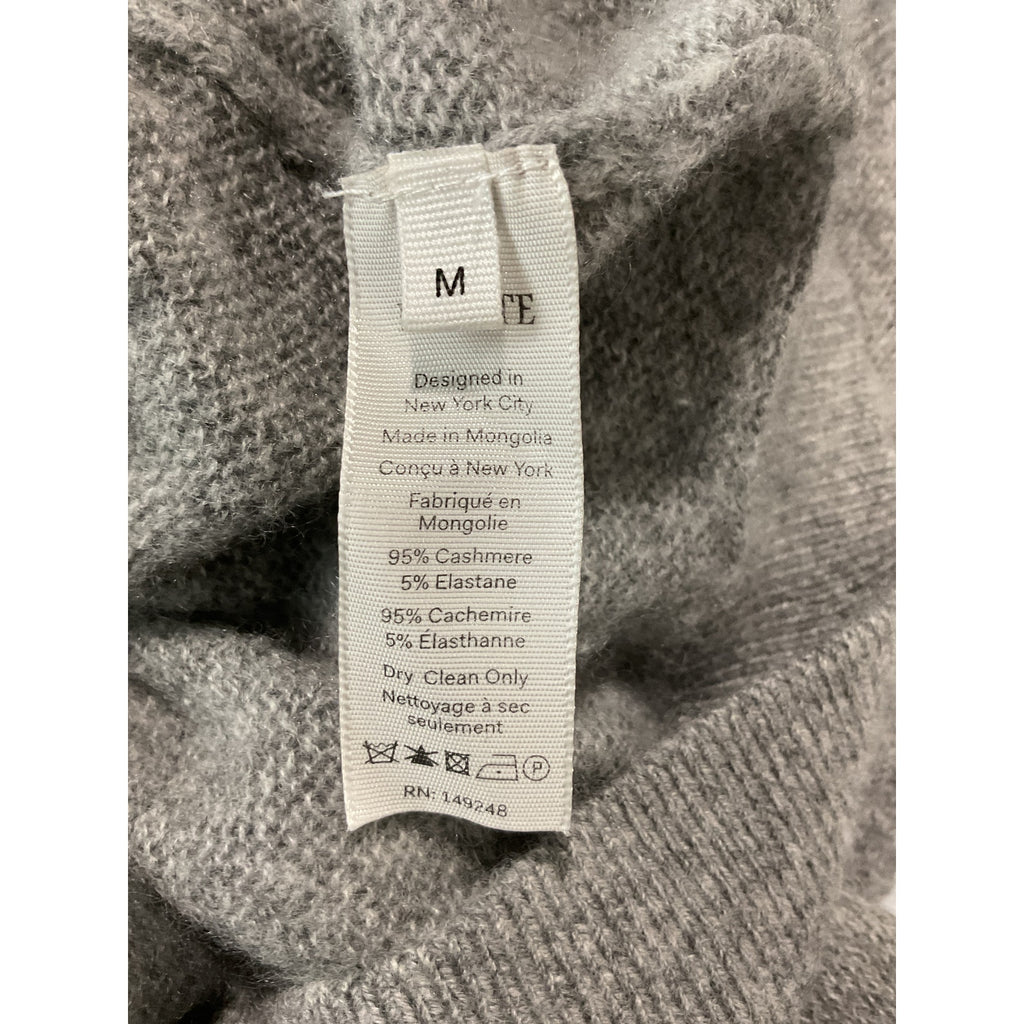 M
TE
Designed in
New York City
Made in Mongolia
Conçu à New York
Fabriqué en
Mongolie
95% Cashmere
5% Elastane
95% Cachemire
5% Élasthanne
Dry Clean Only
Nettoyage à sec
seulement
P
RN: 149248